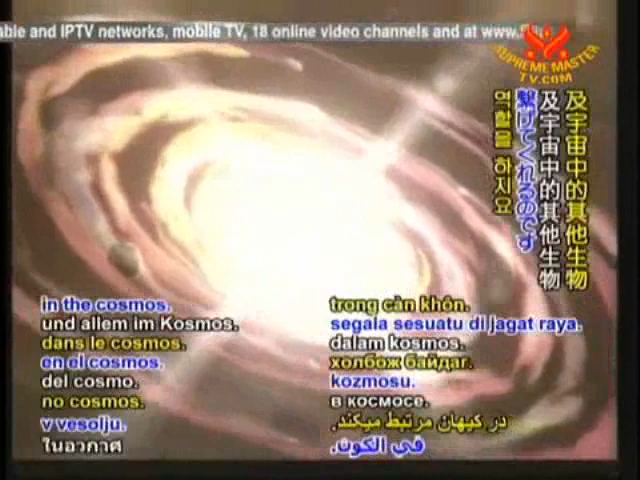 able and IPTV networks, mobile TV, 18 online video channels and at www.
SUPREME MASTER
TV.COM
及宇宙中的其他生物
及宇宙中的其他生物
繋げてくれるのです
역할을 하지요
in the cosmos.
und allem im Kosmos.
dans le cosmos.
en el cosmos.
del cosmo.
no cosmos.
v vesolju.
ในอวกาศ
trong càn khôn.
segala sesuatu di jagat raya.
dalam kosmos.
холбож байдаг.
kozmosu.
в космосе.
در کیهان مرتبط میکند.
في الكون.